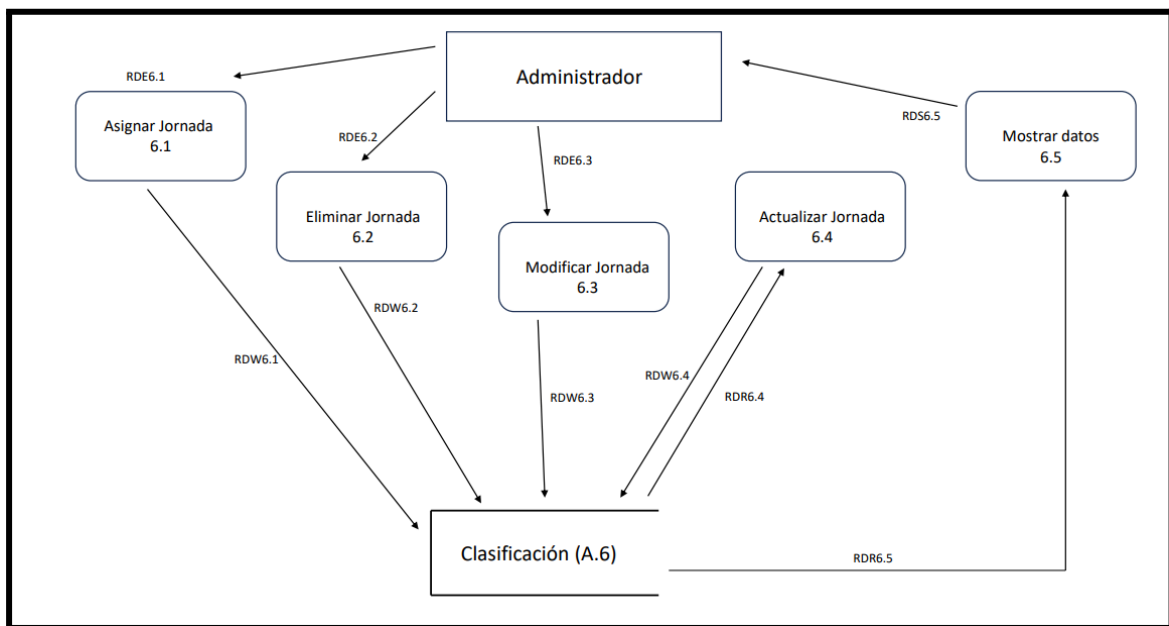 Administrador
RDE6.1
Asignar Jornada
6.1
RDE6.2
RDE6.3
RDS6.5
Mostrar datos
6.5
Eliminar Jornada
6.2
Actualizar Jornada
6.4
Modificar Jornada
6.3
RDW6.2
RDW6.1
RDW6.3
RDW6.4
RDR6.4
Clasificación (A.6)
RDR6.5